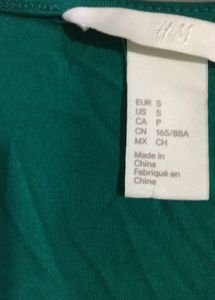 H&M
EUR S
US S
CA P
CN 165/88A
MX CH
Made in
China
Fabriqué en
Chine